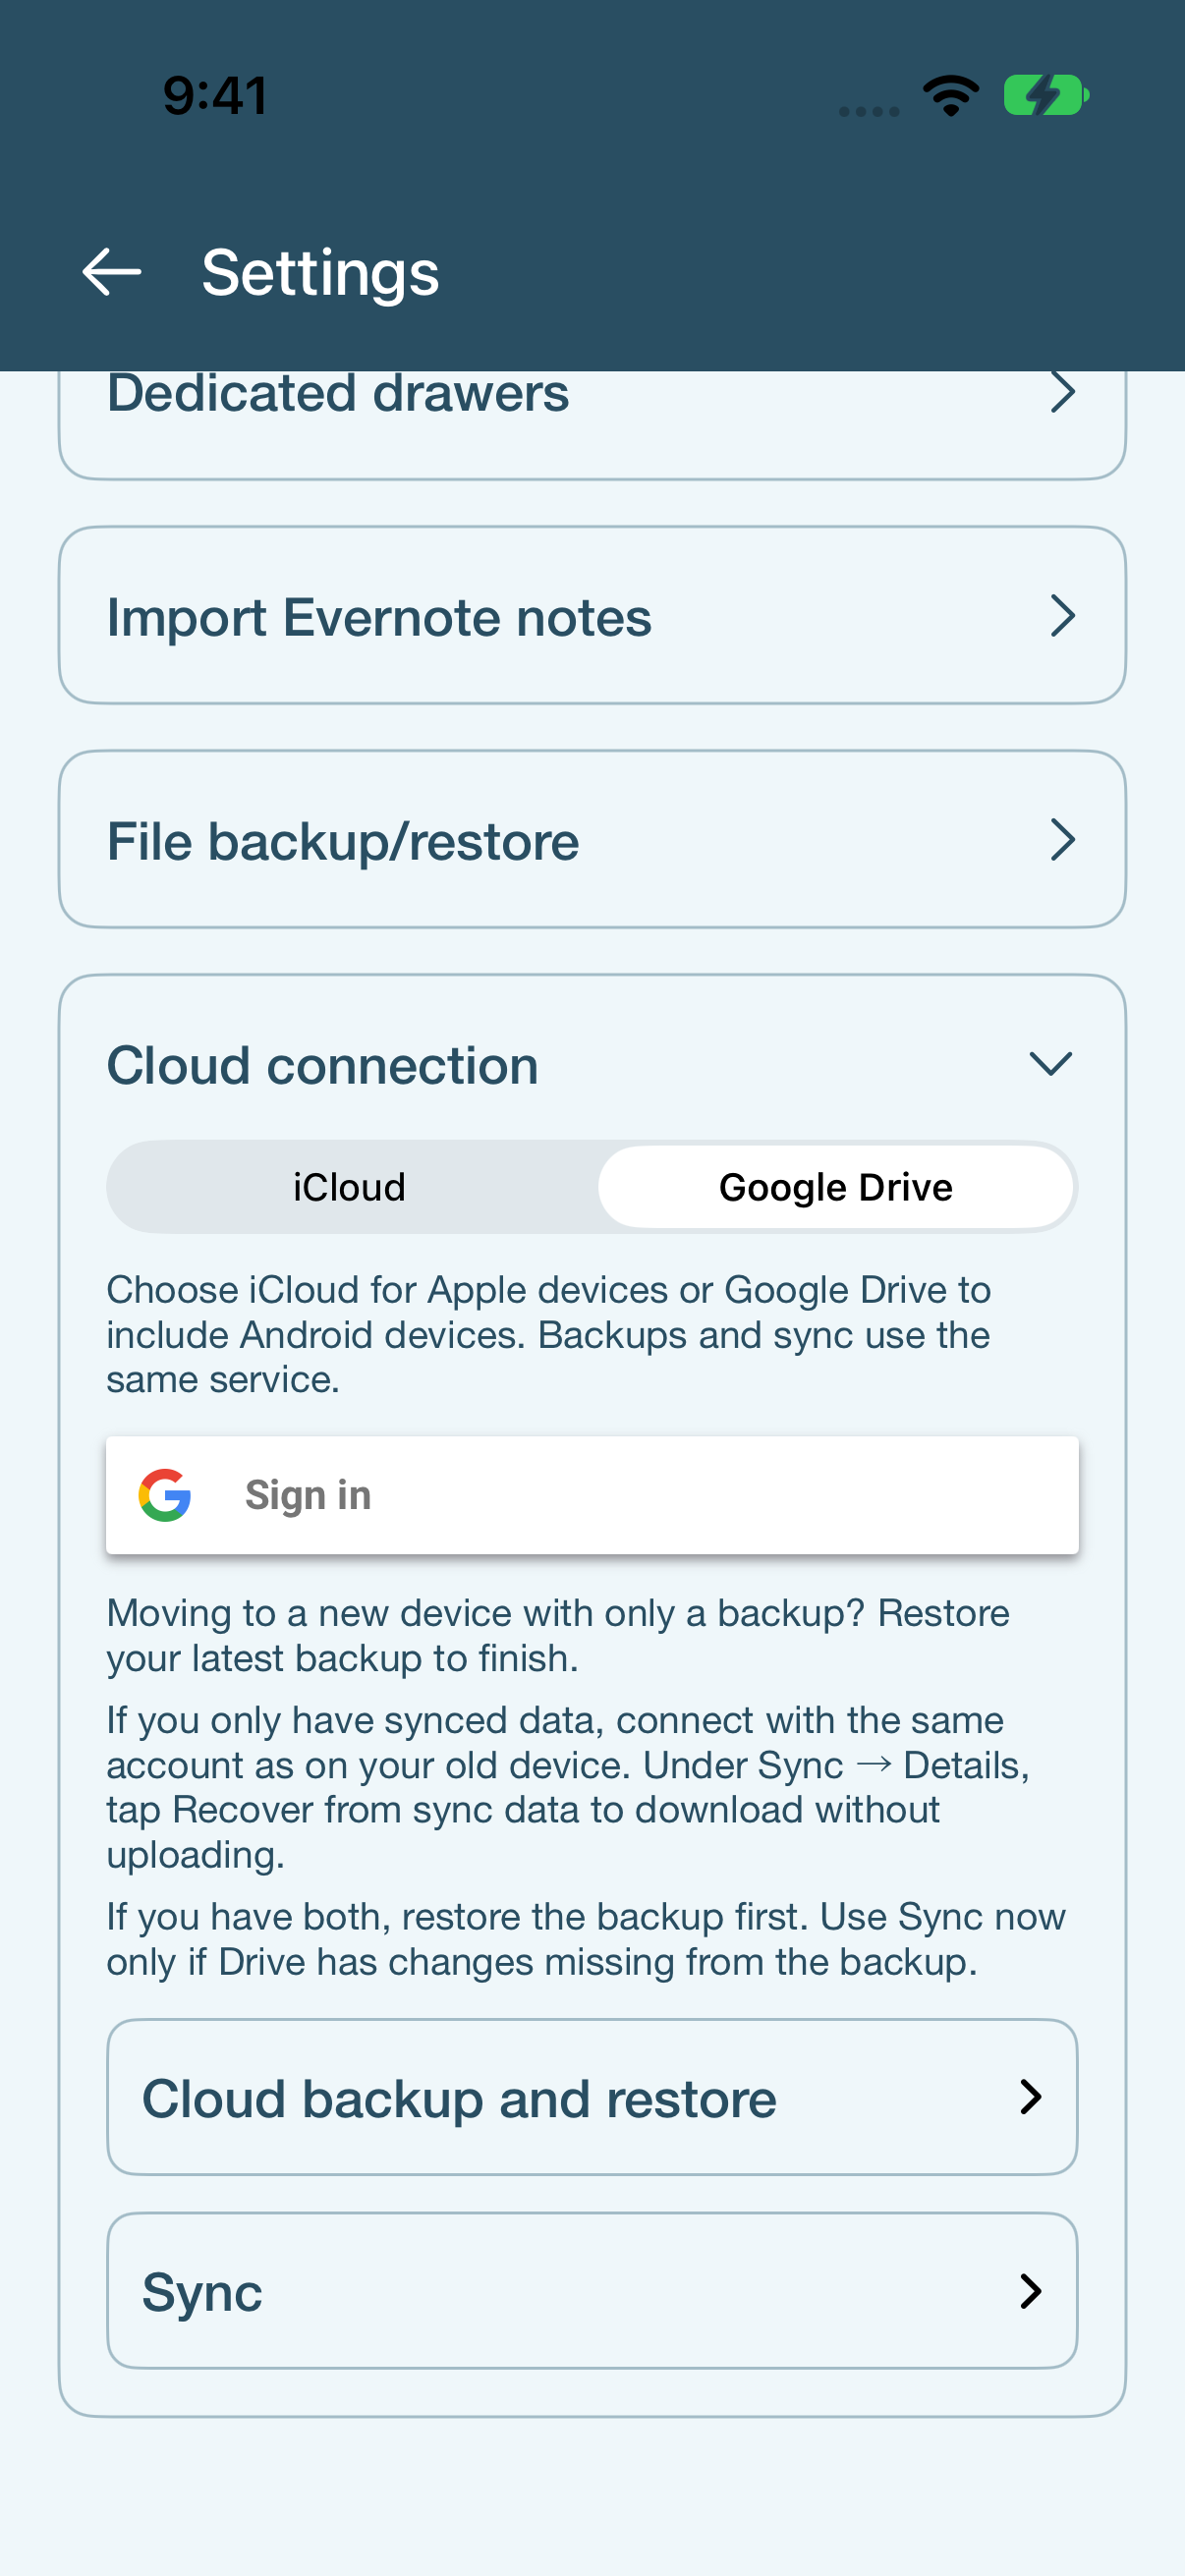 9:41
Settings
Dedicated drawers
Import Evernote notes
File backup/restore
Cloud connection
iCloud
Google Drive
Choose iCloud for Apple devices or Google Drive to
include Android devices. Backups and sync use the
same service.
Sign in
Moving to a new device with only a backup? Restore
your latest backup to finish.
If you only have synced data, connect with the same
account as on your old device. Under Sync → Details,
tap Recover from sync data to download without
uploading.
If you have both, restore the backup first. Use Sync now
only if Drive has changes missing from the backup.
Cloud backup and restore
Sync